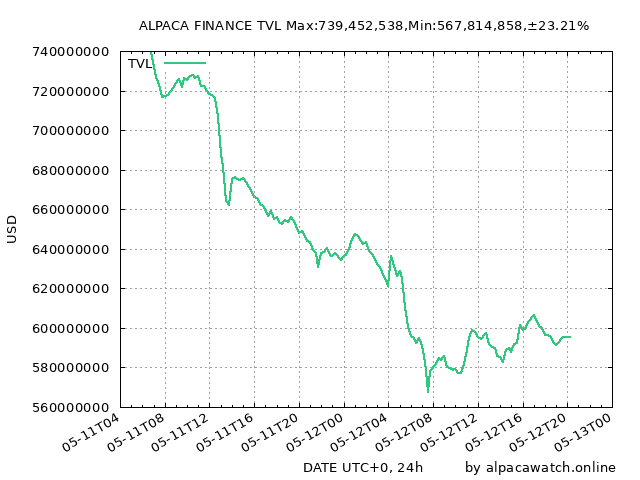 ALPACA FINANCE TVL Max:739,452,538,Min:567,814,858,±23.21%
TVL
USD
740000000
720000000
700000000
680000000
660000000
640000000
620000000
600000000
580000000
560000000
05-11T04
05-11T08
05-11T12
05-11T16
05-11T20
05-12T00
05-12T04
05-12T08
05-12T12
05-12T16
05-12T20
05-13T00
DATE UTC+0, 24h
by alpacawatch.online